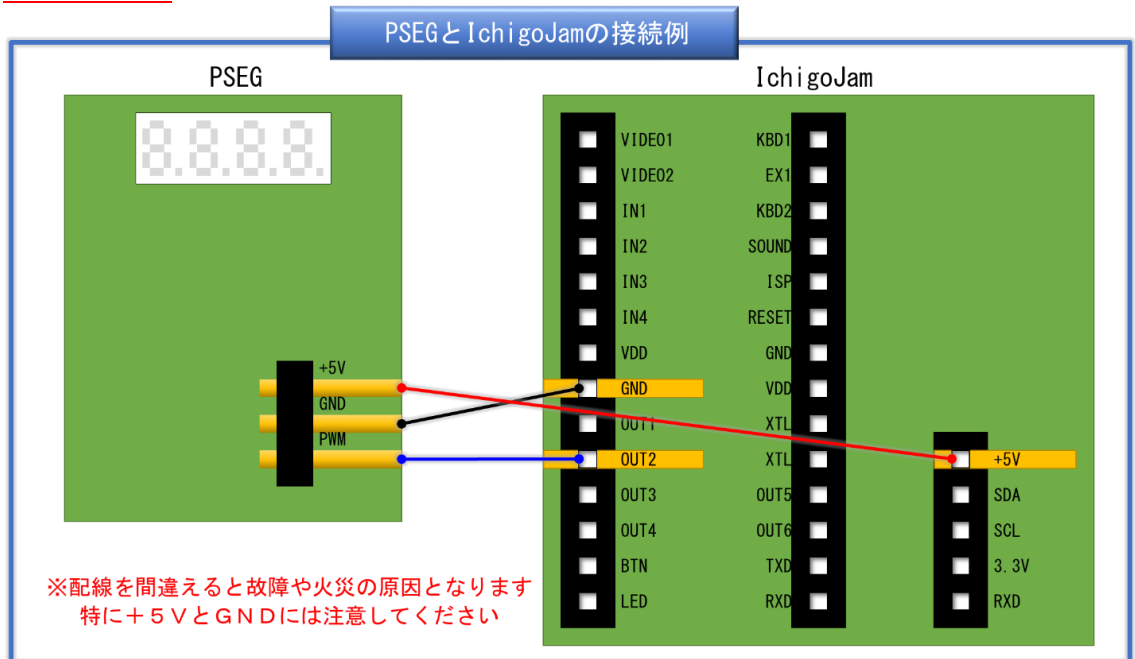 PSEGとIchigoJamの接続例
PSEG
IchigoJam
8.8.8.8.
+5V
GND
PWM
VIDEO1
VIDEO2
IN1
IN2
IN3
IN4
VDD
GND
OUT1
OUT2
OUT3
OUT4
BTN
LED
KBD1
EX1
KBD2
SOUND
ISP
RESET
GND
VDD
XTL
XTL
OUT5
OUT6
TXD
RXD
+5V
SDA
SCL
3.3V
RXD
※配線を間違えると故障や火災の原因となります
特に＋５VとＧＮＤには注意してください